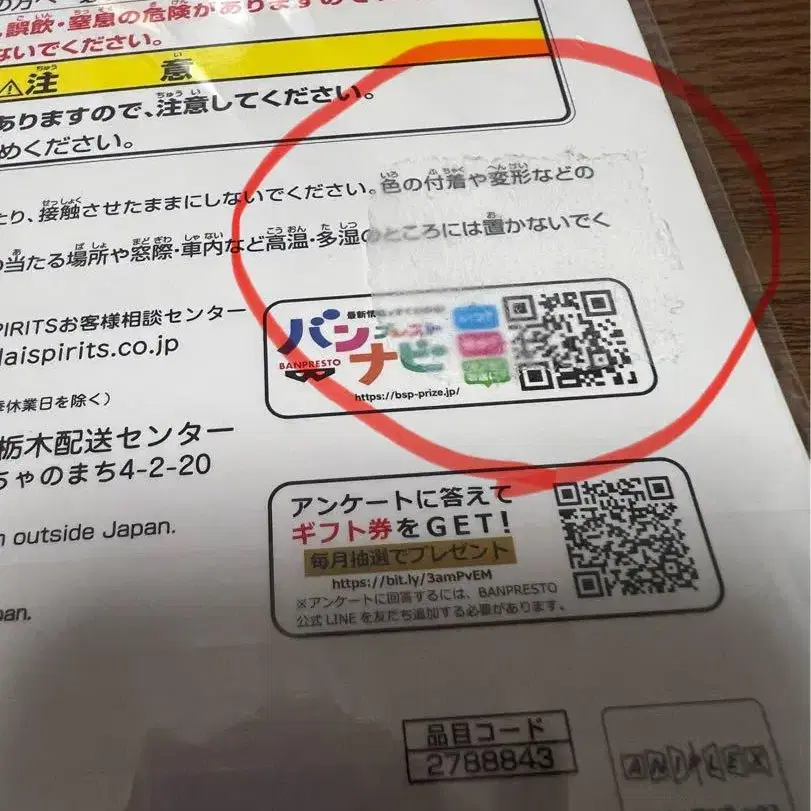 誤飲・窒息の危険がありますので
ないでください。
⚠注意
ありますので、注意してください。
めください。
たり、接触させたままにしないでください。色の付着や変形などの
当たる場所や窓際・車内など高温・多湿のところには置かないでく
PIRITSお客様相談センター
daispirits.co.jp
休業日を除く)
栃木配送センター
ちゃのまち4-2-20
outside Japan.
pan.
バンプレスト
ナビ
BANPRESTO
https://bsp-prize.jp/
アンケートに答えて
ギフト券をGET!
毎月抽選でプレゼント
https://bit.ly/3amPvEM
※アンケートに回答するには、BANPRESTO
公式LINEを友だち追加する必要があります。
品目コード
2788843